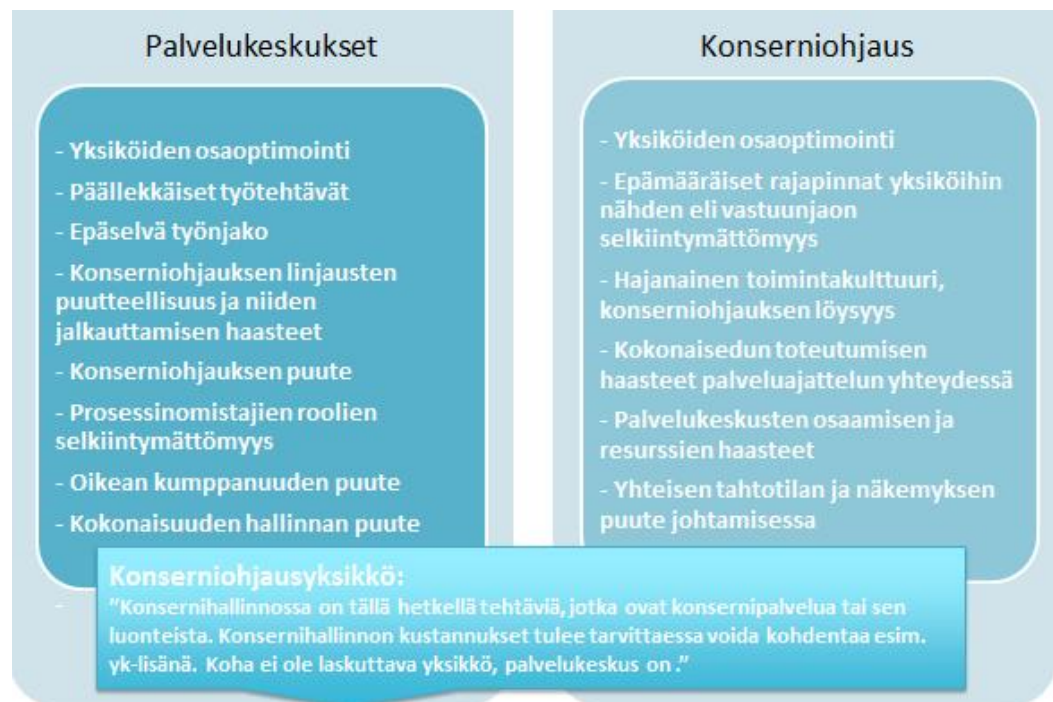 Palvelukeskukset
- Yksiköiden osaoptimointi
- Päällekkäiset työtehtävät
- Epäselvä työnjako
- Konserniohjauksen linjausten
puutteellisuus ja niiden
jalkauttamisen haasteet
- Konserniohjauksen puute
- Prosessinomistajien roolien
selkiintymättömyys
- Oikean kumppanuuden puute
- Kokonaisuuden hallinnan puute
-
Konserniohjaus
- Yksiköiden osaoptimointi
- Epämääräiset rajapinnat yksiköihin
nähden eli vastuunjaon
selkiintymättömyys
- Hajanainen toimintakulttuuri,
konserniohjauksen löysyys
- Kokonaisedun toteutumisen
haasteet palveluajattelun yhteydessä
- Palvelukeskusten osaamisen ja
resurssien haasteet
- Yhteisen tahtotilan ja näkemyksen
puute johtamisessa
Konserniohjausyksikkö:
”Konsernihallinnossa on tällä hetkellä tehtäviä, jotka ovat konsernipalvelua tai sen
luonteista. Konsernihallinnon kustannukset tulee tarvittaessa voida kohdentaa esim.
yk-lisänä. Koha ei ole laskuttava yksikkö, palvelukeskus on .”